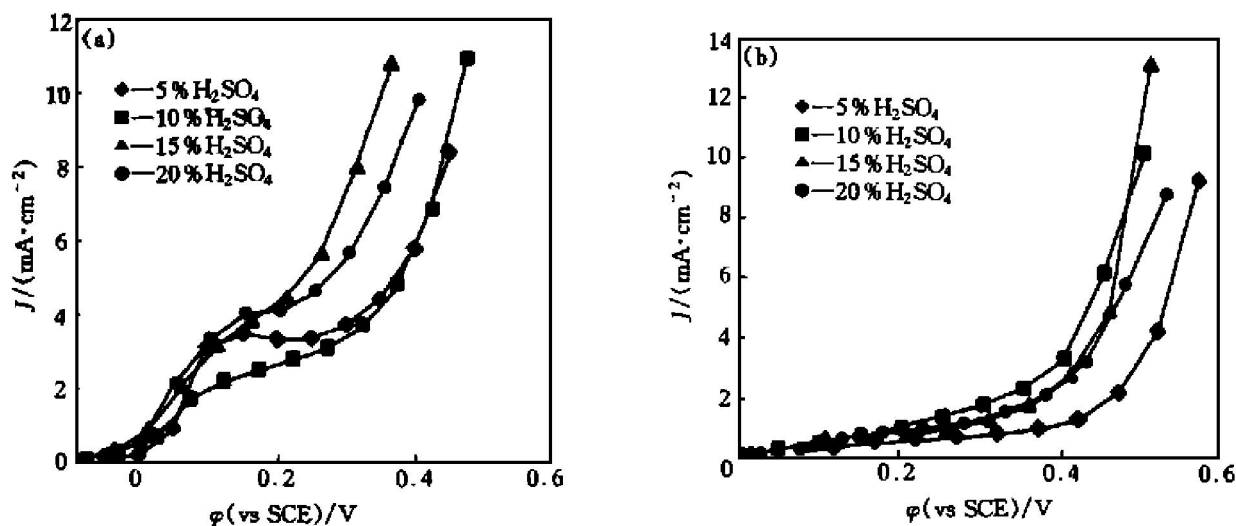 (a)
12
10
8
6
4
2
0
J/(mA·cm⁻²)
5%H₂SO₄
10%H₂SO₄
15%H₂SO₄
20%H₂SO₄
0 0.2 0.4 0.6
φ(vs SCE)/V
(b)
14
12
10
8
6
4
2
0
J/(mA·cm⁻²)
5%H₂SO₄
10%H₂SO₄
15%H₂SO₄
20%H₂SO₄
0.2 0.4 0.6
φ(vs SCE)/V